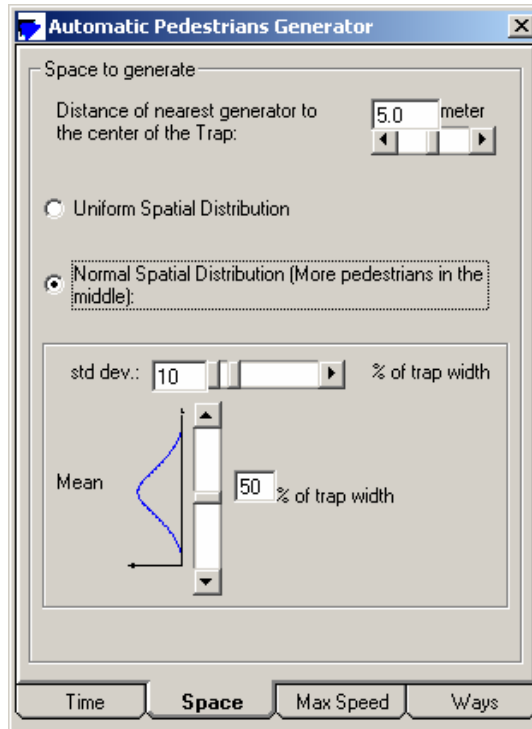 Automatic Pedestrians Generator
Space to generate
Distance of nearest generator to
the center of the Trap:
5.0 meter
Uniform Spatial Distribution
Normal Spatial Distribution (More pedestrians in the
middle):
std dev.: 10 % of trap width
Mean 50 % of trap width
Time Space Max Speed Ways